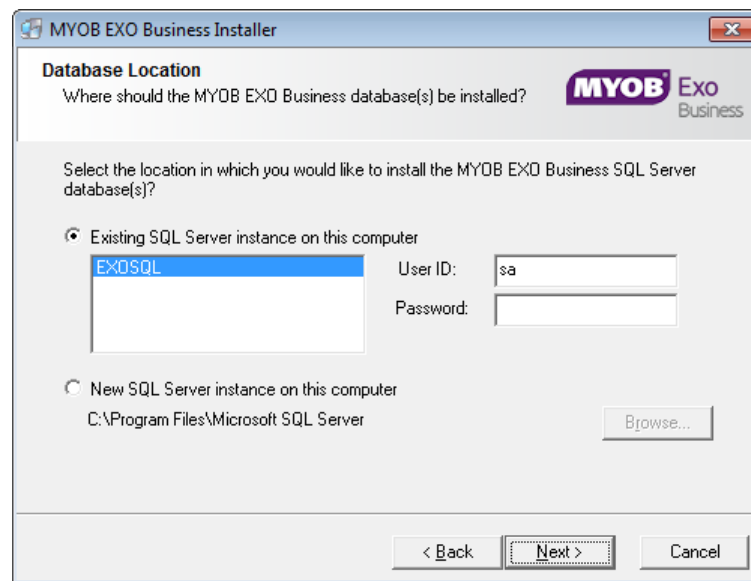 MYOB EXO Business Installer
Database Location
Where should the MYOB EXO Business database(s) be installed?
MYOB Exo
Business
Select the location in which you would like to install the MYOB EXO Business SQL Server
database(s)?
Existing SQL Server instance on this computer
EXOSQL
User ID: sa
Password:
New SQL Server instance on this computer
C:\Program Files\Microsoft SQL Server
Browse...
< Back Next > Cancel